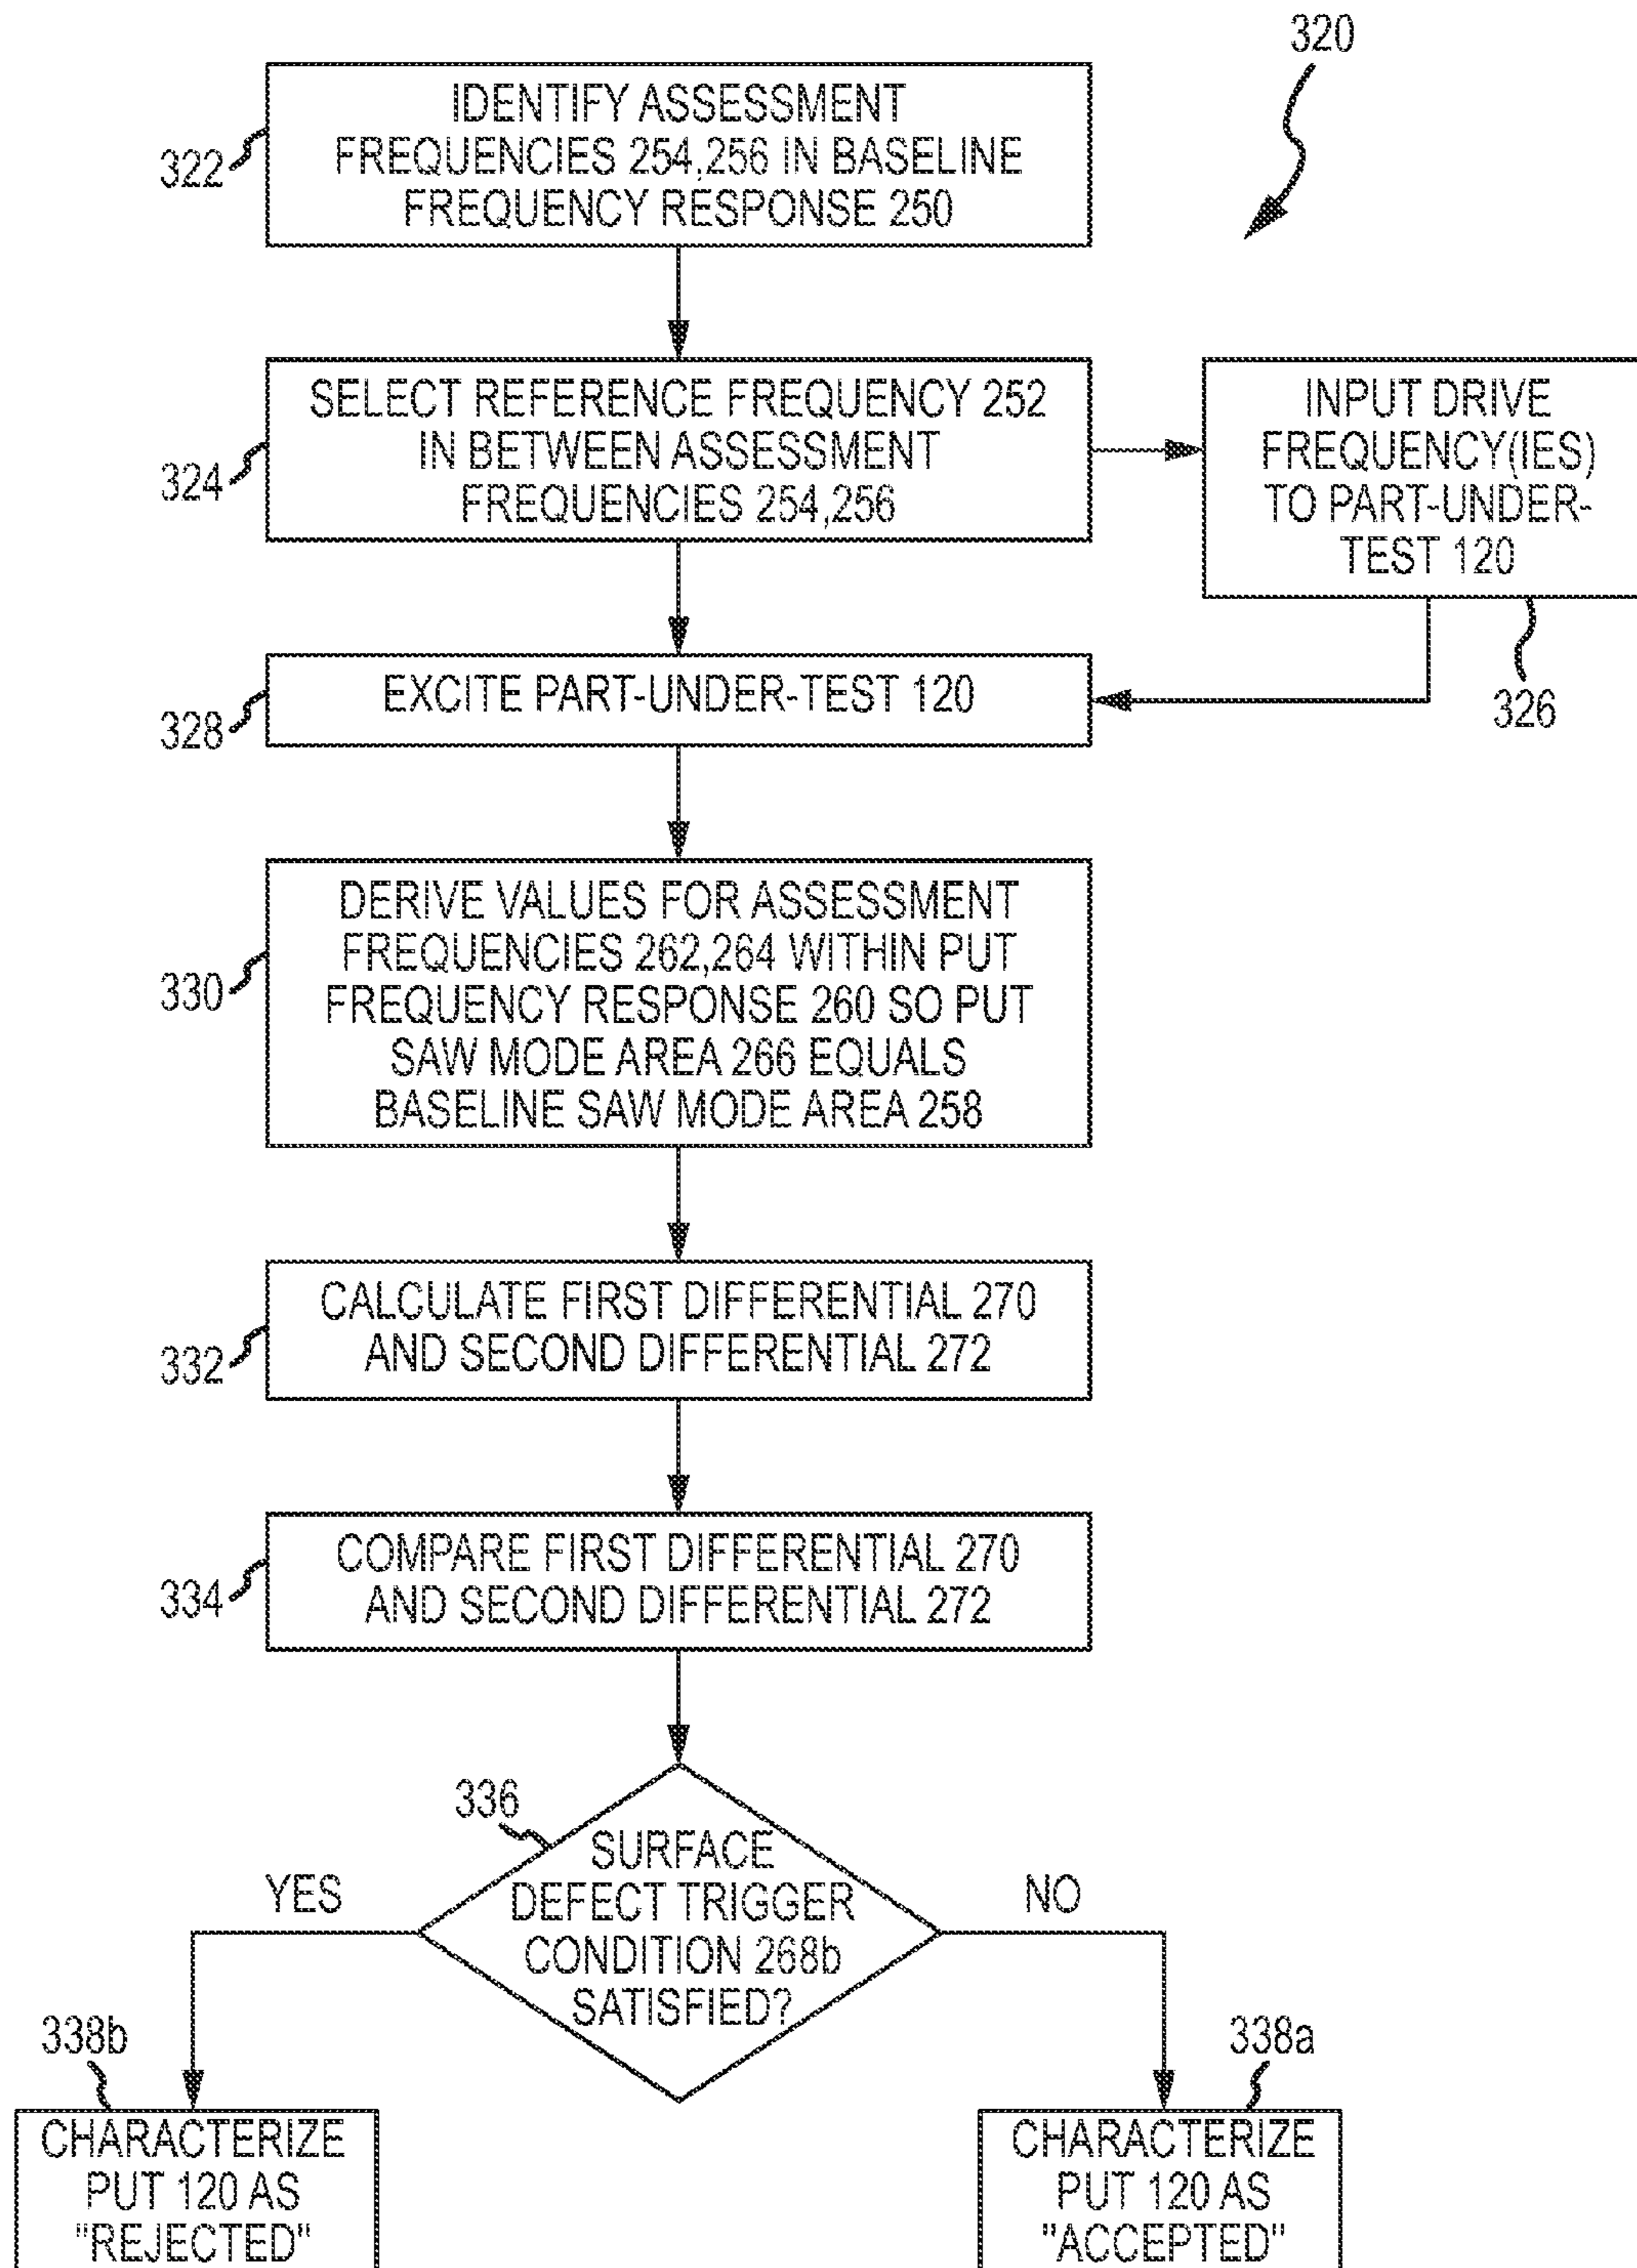 320
IDENTIFY ASSESSMENT
FREQUENCIES 254,256 IN BASELINE
FREQUENCY RESPONSE 250
322
SELECT REFERENCE FREQUENCY 252
IN BETWEEN ASSESSMENT
FREQUENCIES 254,256
324
INPUT DRIVE
FREQUENCY(IES)
TO PART-UNDER-
TEST 120
326
EXCITE PART-UNDER-TEST 120
328
DERIVE VALUES FOR ASSESSMENT
FREQUENCIES 262,264 WITHIN PUT
FREQUENCY RESPONSE 260 SO PUT
SAW MODE AREA 266 EQUALS
BASELINE SAW MODE AREA 258
330
CALCULATE FIRST DIFFERENTIAL 270
AND SECOND DIFFERENTIAL 272
332
COMPARE FIRST DIFFERENTIAL 270
AND SECOND DIFFERENTIAL 272
334
336
SURFACE
DEFECT TRIGGER
CONDITION 268b
SATISFIED?
YES
NO
338b
CHARACTERIZE
PUT 120 AS
"REJECTED"
338a
CHARACTERIZE
PUT 120 AS
"ACCEPTED"